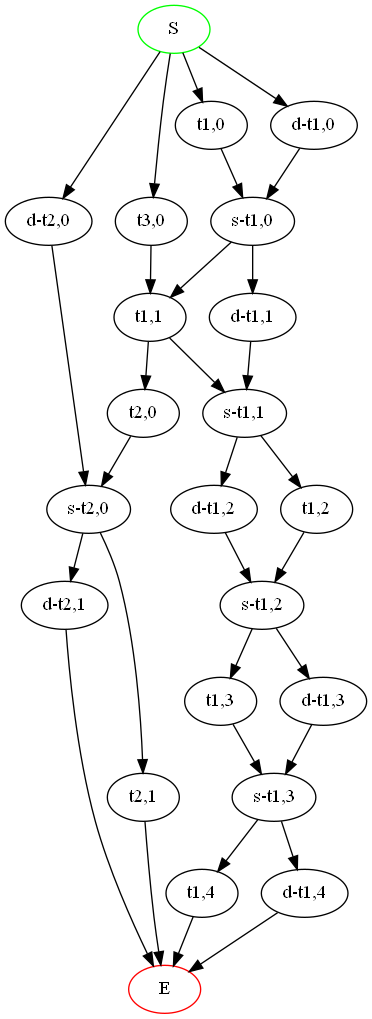 S
t1,0
d-t1,0
d-t2,0
t3,0
s-t1,0
t1,1
d-t1,1
t2,0
s-t1,1
s-t2,0
d-t1,2
t1,2
d-t2,1
s-t1,2
t1,3
d-t1,3
t2,1
s-t1,3
t1,4
d-t1,4
E